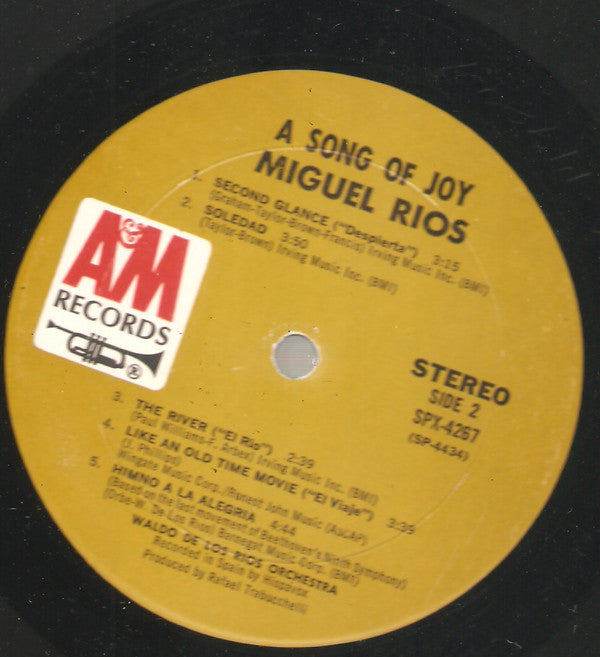 A SONG OF JOY
MIGUEL RIOS
1. SECOND GLANCE ("Despierta") 3:15
(Graham-Taylor-Brown-Francis) Irving Music Inc. (BMI)
2. SOLEDAD 3:50
(Taylor-Brown) Irving Music Inc. (BMI)
A&M
RECORDS
®
STEREO
SIDE 2
SPX-4267
(SP-4434)
3. THE RIVER ("El Rio") 2:39
(Paul Williams-F. Arbex) Irving Music Inc. (BMI)
4. LIKE AN OLD TIME MOVIE ("El Viaje") 3:39
(J. Phillips)
Wingate Music Corp./Honest John Music (ASCAP)
5. HIMNO A LA ALEGRIA 4:44
(Based on the last movement of Beethoven's Ninth Symphony)
(Orbe-W. De Los Rios) Barnegat Music-Corp. (BMI)
WALDO DE LOS RIOS ORCHESTRA
Recorded in Spain by Hispavox
Produced by Rafael Trabucchelli